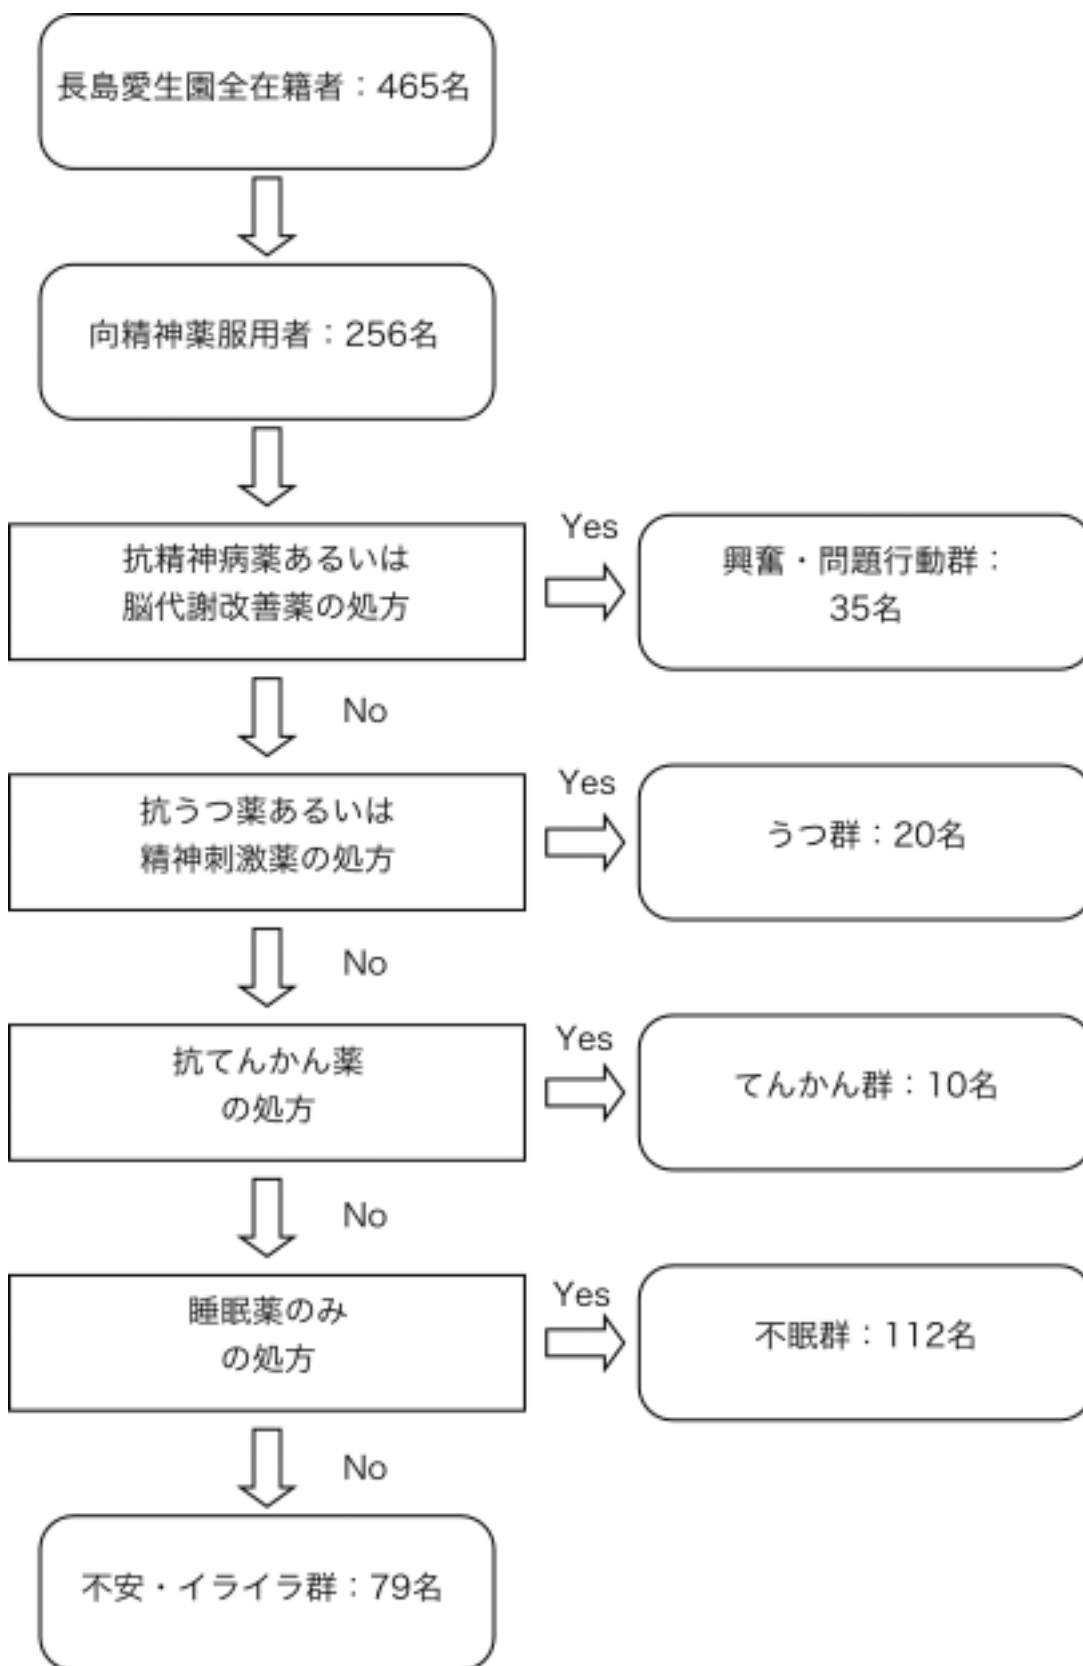 長島愛生園全在籍者：465名
向精神薬服用者：256名
抗精神病薬あるいは
脳代謝改善薬の処方
Yes
興奮・問題行動群：
35名
No
抗うつ薬あるいは
精神刺激薬の処方
Yes
うつ群：20名
No
抗てんかん薬
の処方
Yes
てんかん群：10名
No
睡眠薬のみ
の処方
Yes
不眠群：112名
No
不安・イライラ群：79名